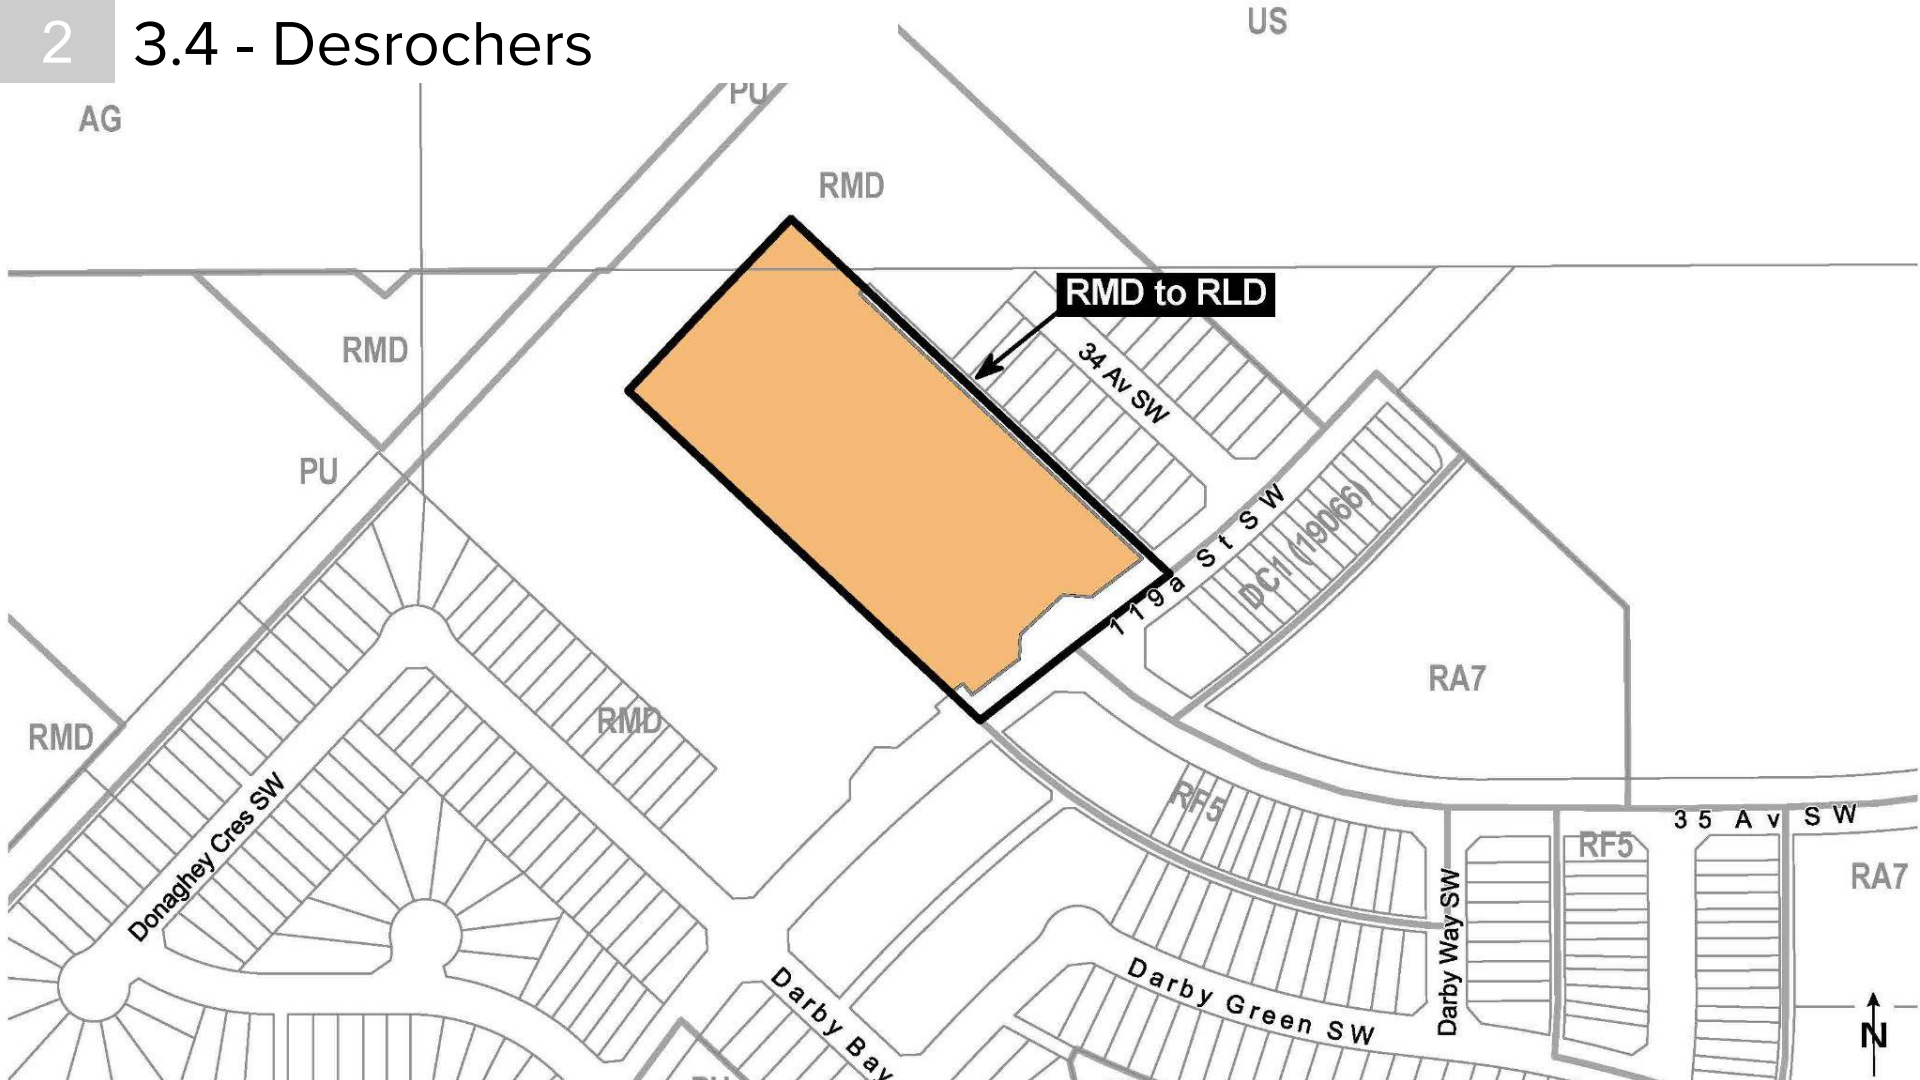 2
3.4 - Desrochers
US
AG
PU
RMD
RMD to RLD
RMD
34 Av SW
PU
119a St SW
DC1 (19066)
RA7
RMD
RMD
Donaghey Cres SW
RF5
35 Av SW
RF5
RA7
Darby Way SW
Darby Green SW
Darby Bay
N